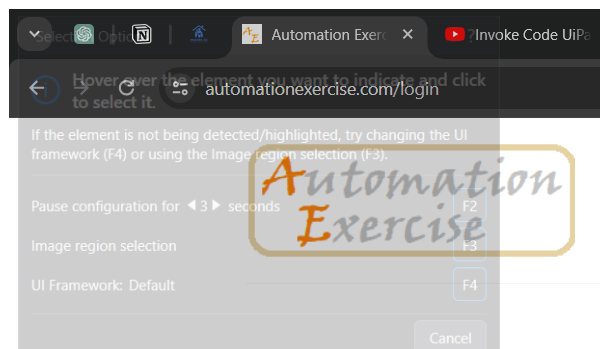 Selection Options
Automation Exerc
Invoke Code UiPa
?
Hover over the element you want to indicate and click
to select it.
automationexercise.com/login
If the element is not being detected/highlighted, try changing the UI
framework (F4) or using the Image region selection (F3).
Automation
Exercise
Pause configuration for 3 seconds
F2
Image region selection
F3
UI Framework: Default
F4
Cancel